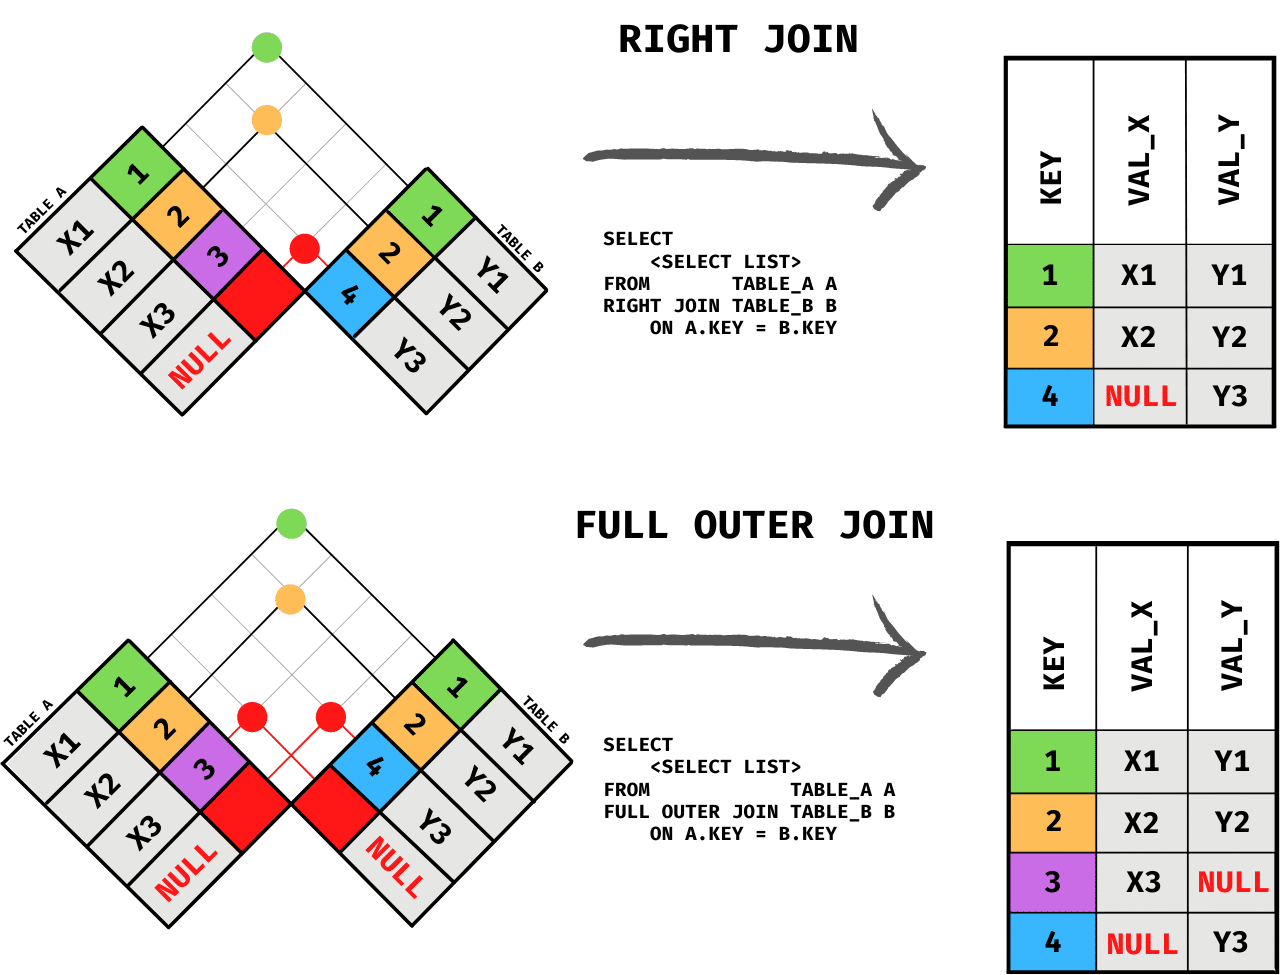 RIGHT JOIN
TABLE A
1
2
3
X1
X2
X3
NULL
TABLE B
1
2
4
Y1
Y2
Y3
SELECT
<SELECT LIST>
FROM TABLE_A A
RIGHT JOIN TABLE_B B
ON A.KEY = B.KEY
KEY VAL_X VAL_Y
1 X1 Y1
2 X2 Y2
4 NULL Y3
FULL OUTER JOIN
TABLE A
1
2
3
X1
X2
X3
NULL
TABLE B
1
2
4
Y1
Y2
Y3
NULL
SELECT
<SELECT LIST>
FROM TABLE_A A
FULL OUTER JOIN TABLE_B B
ON A.KEY = B.KEY
KEY VAL_X VAL_Y
1 X1 Y1
2 X2 Y2
3 X3 NULL
4 NULL Y3